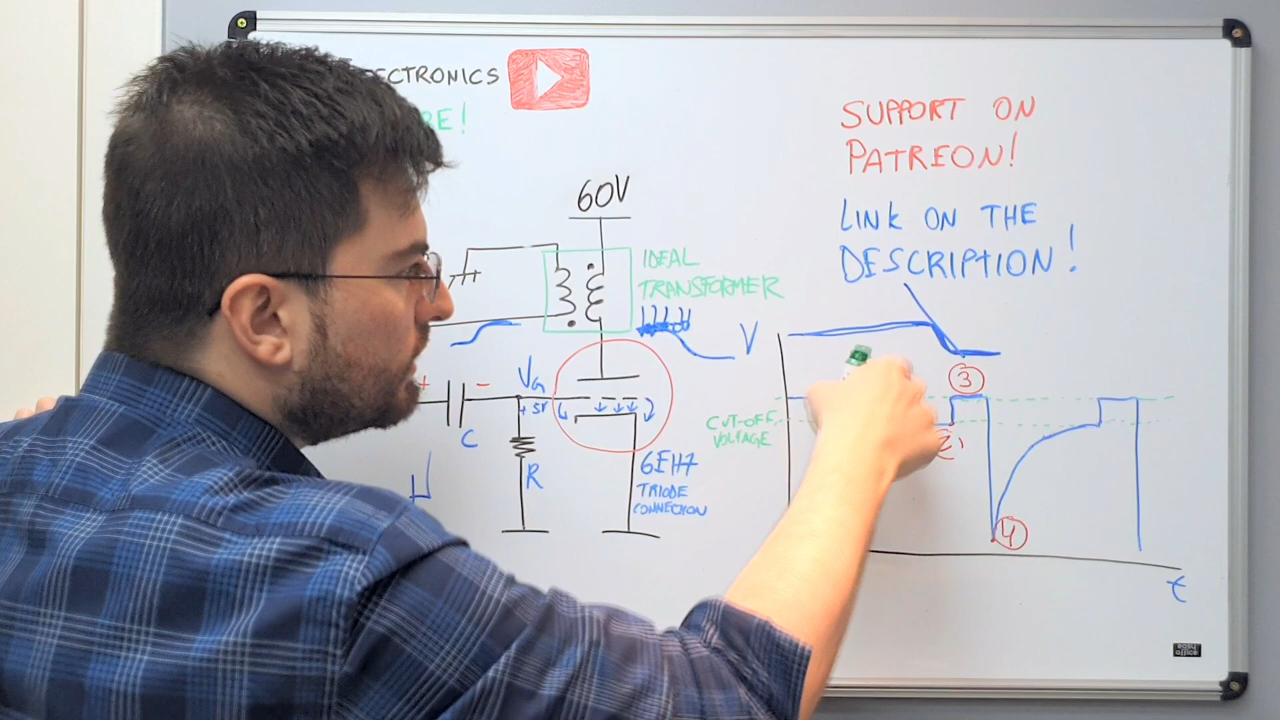 ECTRONICS
RE!
SUPPORT ON
PATREON!
LINK ON THE
DESCRIPTION!
60V
IDEAL
TRANSFORMER
V
+ -
VG
C
R
6EH7
TRIODE
CONNECTION
CUT-OFF
VOLTAGE
3
2
4
t